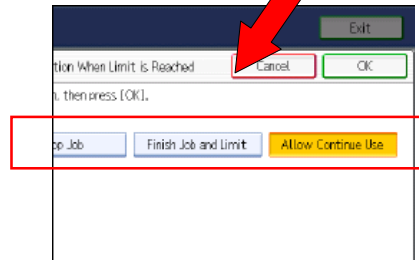 Exit
tion When Limit is Reached Cancel OK
n, then press [OK].
op Job Finish Job and Limit Allow Continue Use